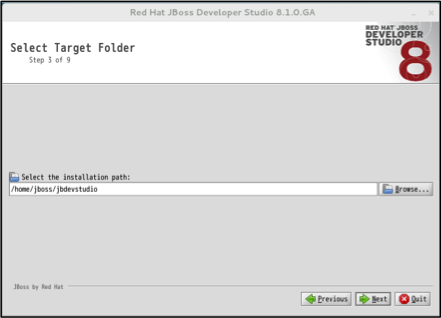 Red Hat JBoss Developer Studio 8.1.0.GA
RED HAT JBOSS
DEVELOPER
STUDIO
8
Select Target Folder
Step 3 of 9
Select the installation path:
/home/jboss/jbdevstudio
Browse...
JBoss by Red Hat
Previous Next Quit